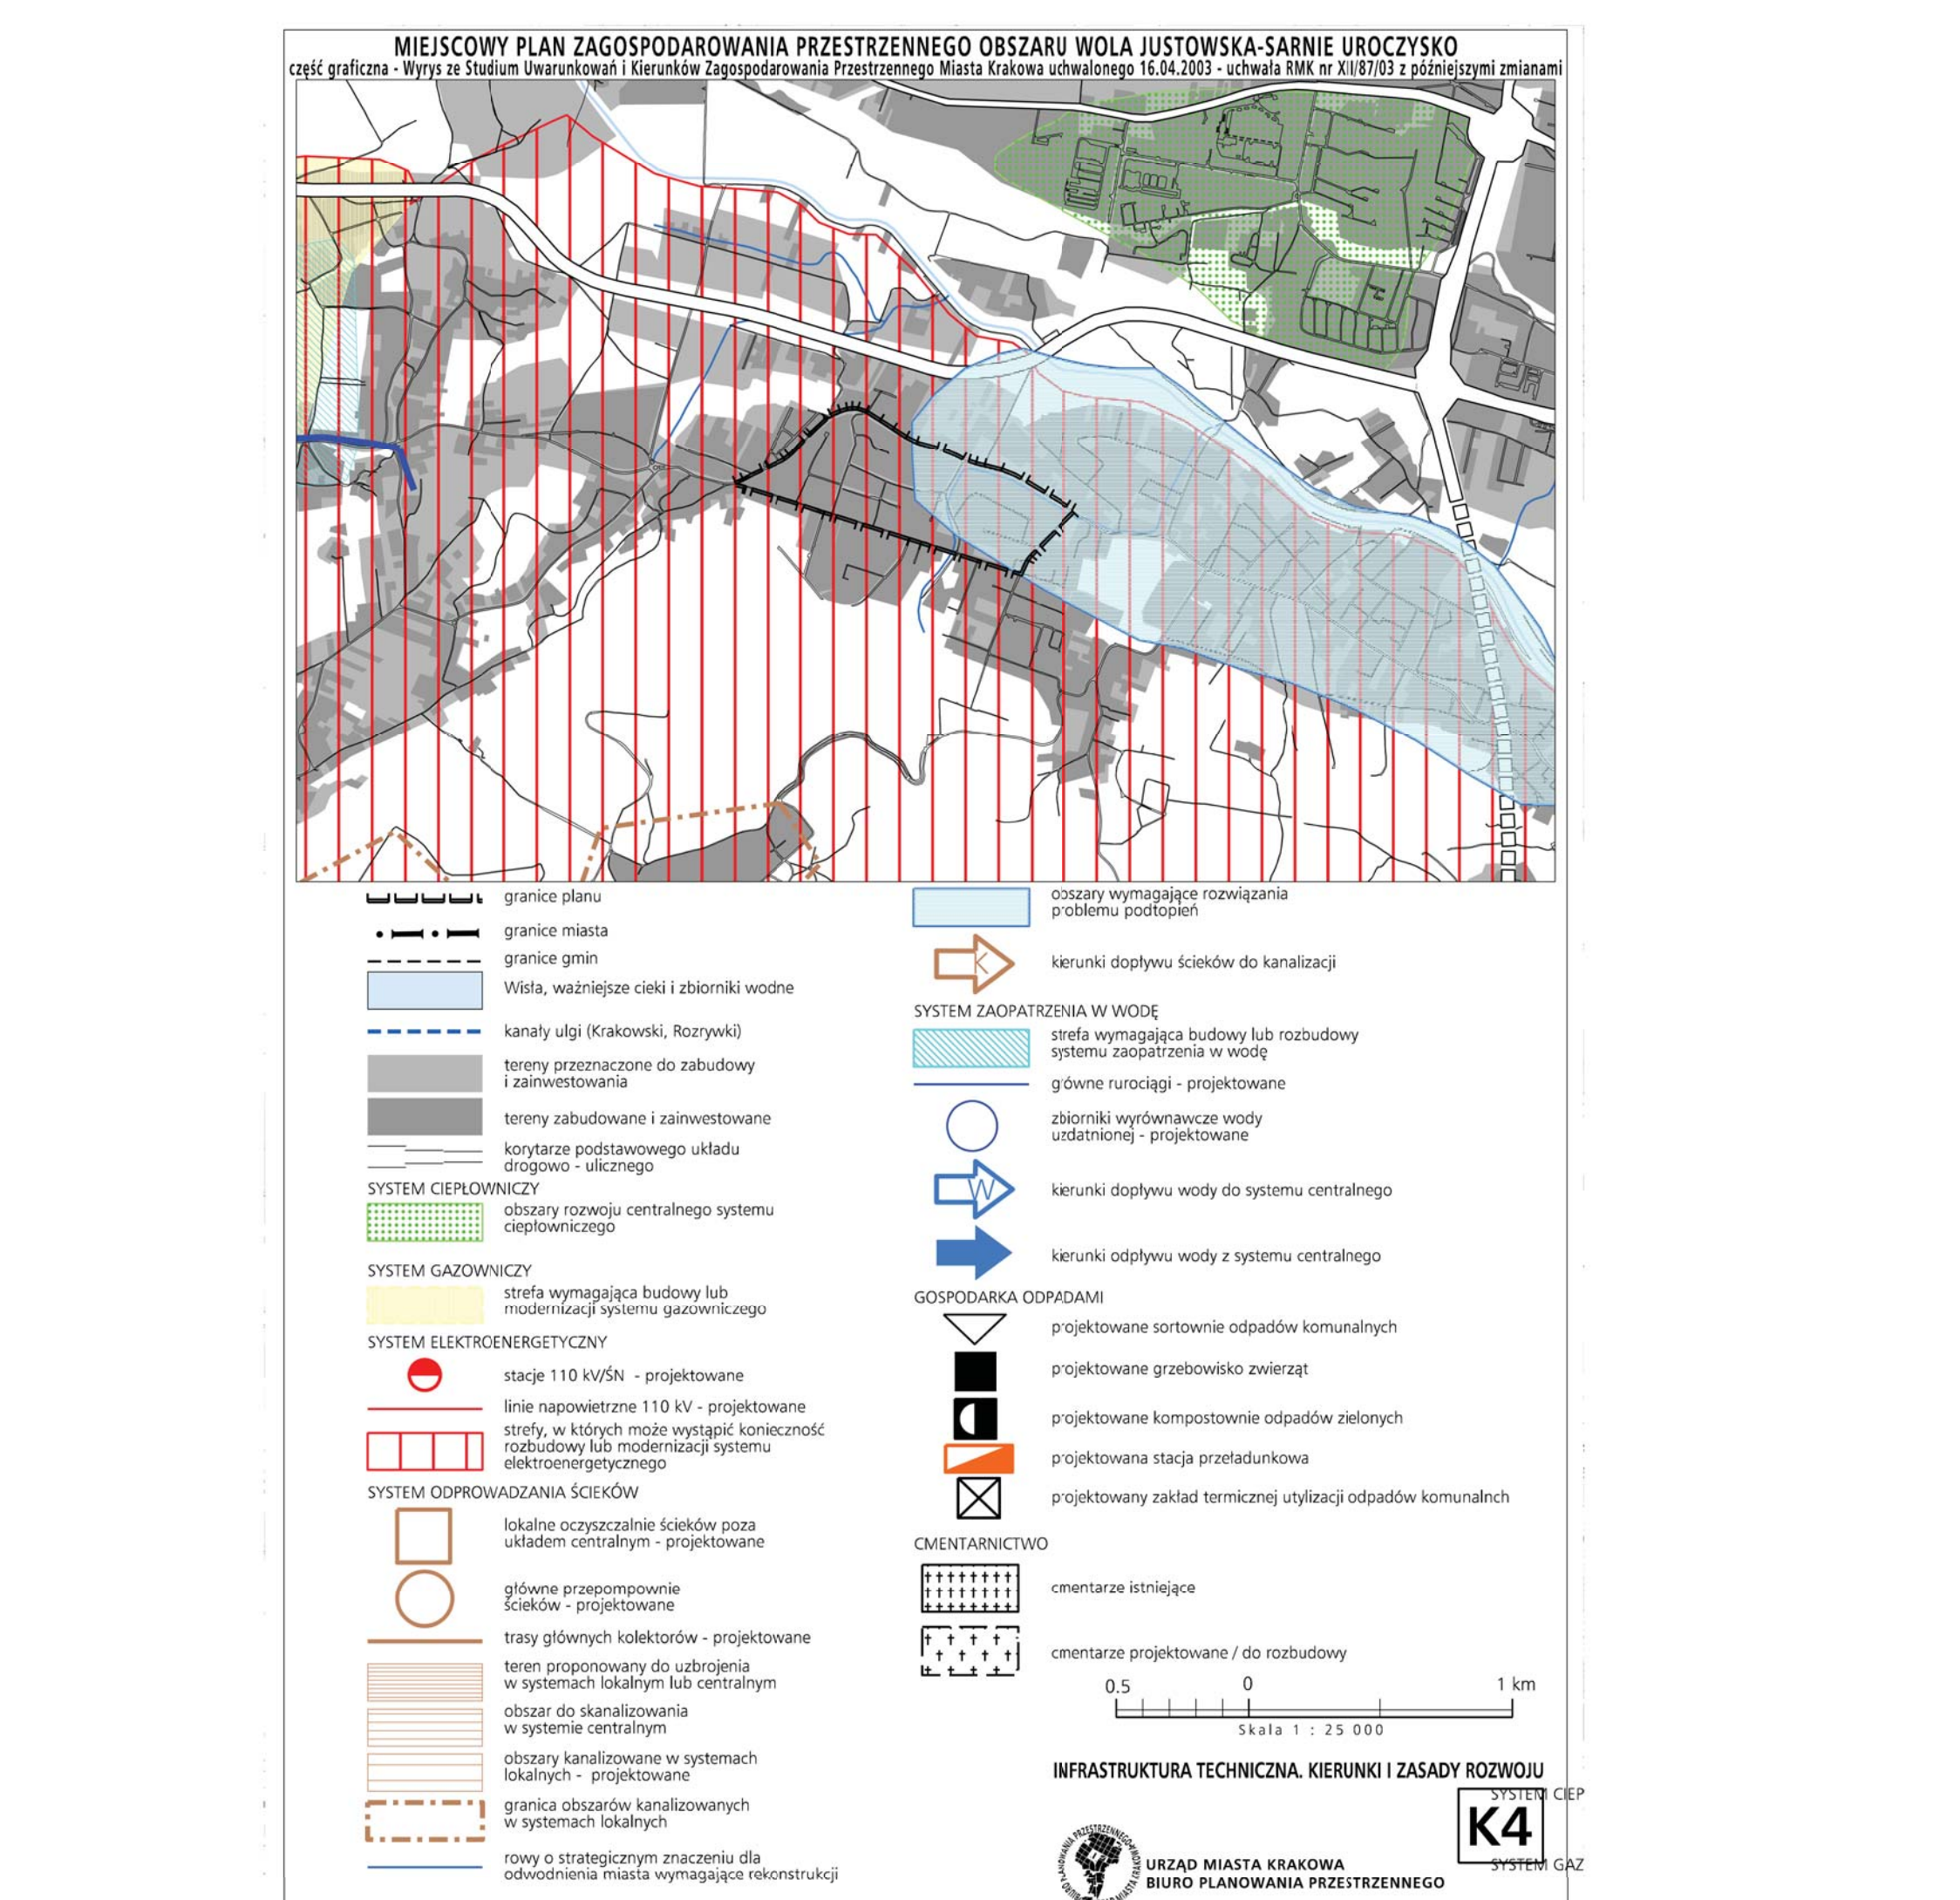 MIEJSCOWY PLAN ZAGOSPODAROWANIA PRZESTRZENNEGO OBSZARU WOLA JUSTOWSKA-SARNIE UROCZYSKO
część graficzna - Wyrys ze Studium Uwarunkowań i Kierunków Zagospodarowania Przestrzennego Miasta Krakowa uchwalonego 16.04.2003 - uchwała RMK nr XII/87/03 z późniejszymi zmianami
granice planu
granice miasta
granice gmin
Wisła, ważniejsze cieki i zbiorniki wodne
kanały ulgi (Krakowski, Rozrywki)
tereny przeznaczone do zabudowy
i zainwestowania
tereny zabudowane i zainwestowane
korytarze podstawowego układu
drogowo - ulicznego
SYSTEM CIEPŁOWNICZY
obszary rozwoju centralnego systemu
ciepłowniczego
SYSTEM GAZOWNICZY
strefa wymagająca budowy lub
modernizacji systemu gazowniczego
SYSTEM ELEKTROENERGETYCZNY
stacje 110 kV/ŚN - projektowane
linie napowietrzne 110 kV - projektowane
strefy, w których może wystąpić konieczność
rozbudowy lub modernizacji systemu
elektroenergetycznego
SYSTEM ODPROWADZANIA ŚCIEKÓW
lokalne oczyszczalnie ścieków poza
układem centralnym - projektowane
główne przepompownie
ścieków - projektowane
trasy głównych kolektorów - projektowane
teren proponowany do uzbrojenia
w systemach lokalnym lub centralnym
obszar do skanalizowania
w systemie centralnym
obszary kanalizowane w systemach
lokalnych - projektowane
granica obszarów kanalizowanych
w systemach lokalnych
rowy o strategicznym znaczeniu dla
odwodnienia miasta wymagające rekonstrukcji
obszary wymagające rozwiązania
problemu podtopień
K
kierunki dopływu ścieków do kanalizacji
SYSTEM ZAOPATRZENIA W WODĘ
strefa wymagająca budowy lub rozbudowy
systemu zaopatrzenia w wodę
główne rurociągi - projektowane
zbiorniki wyrównawcze wody
uzdatnionej - projektowane
W
kierunki dopływu wody do systemu centralnego
kierunki odpływu wody z systemu centralnego
GOSPODARKA ODPADAMI
projektowane sortownie odpadów komunalnych
projektowane grzebowisko zwierząt
projektowane kompostownie odpadów zielonych
projektowana stacja przeładunkowa
projektowany zakład termicznej utylizacji odpadów komunalnch
CMENTARNICTWO
cmentarze istniejące
cmentarze projektowane / do rozbudowy
0.5 0 1 km
Skala 1 : 25 000
INFRASTRUKTURA TECHNICZNA. KIERUNKI I ZASADY ROZWOJU
SYSTEM CIEP
K4
SYSTEM GAZ
URZĄD MIASTA KRAKOWA
BIURO PLANOWANIA PRZESTRZENNEGO